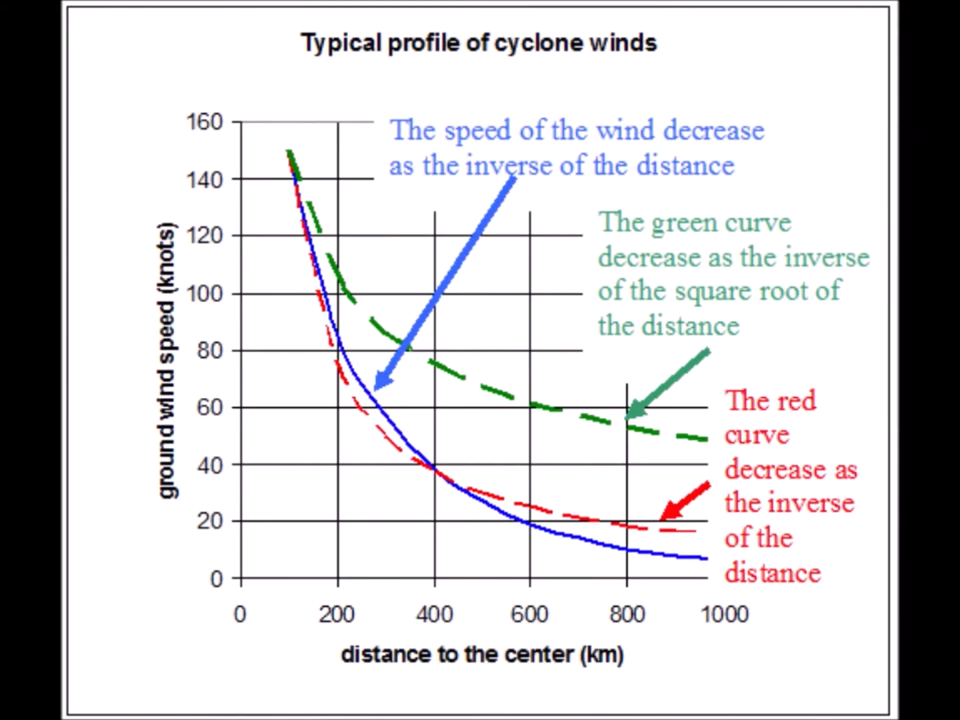 Typical profile of cyclone winds
The speed of the wind decrease
as the inverse of the distance
The green curve
decrease as the inverse
of the square root of
the distance
The red
curve
decrease as
the inverse
of the
distance
ground wind speed (knots)
160
140
120
100
80
60
40
20
0
0 200 400 600 800 1000
distance to the center (km)